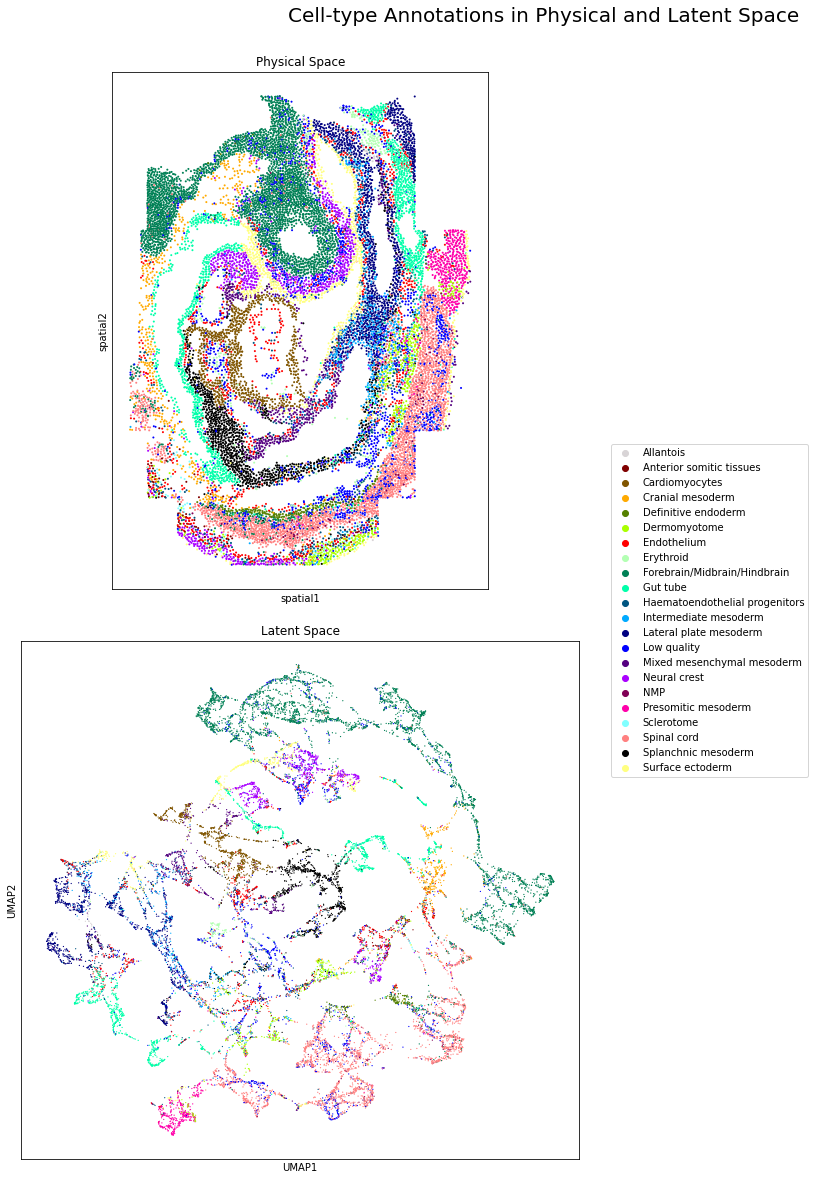 Cell-type Annotations in Physical and Latent Space
Physical Space
spatial2
spatial1
Allantois
Anterior somitic tissues
Cardiomyocytes
Cranial mesoderm
Definitive endoderm
Dermomyotome
Endothelium
Erythroid
Forebrain/Midbrain/Hindbrain
Gut tube
Haematoendothelial progenitors
Intermediate mesoderm
Lateral plate mesoderm
Low quality
Mixed mesenchymal mesoderm
Neural crest
NMP
Presomitic mesoderm
Sclerotome
Spinal cord
Splanchnic mesoderm
Surface ectoderm
Latent Space
UMAP2
UMAP1